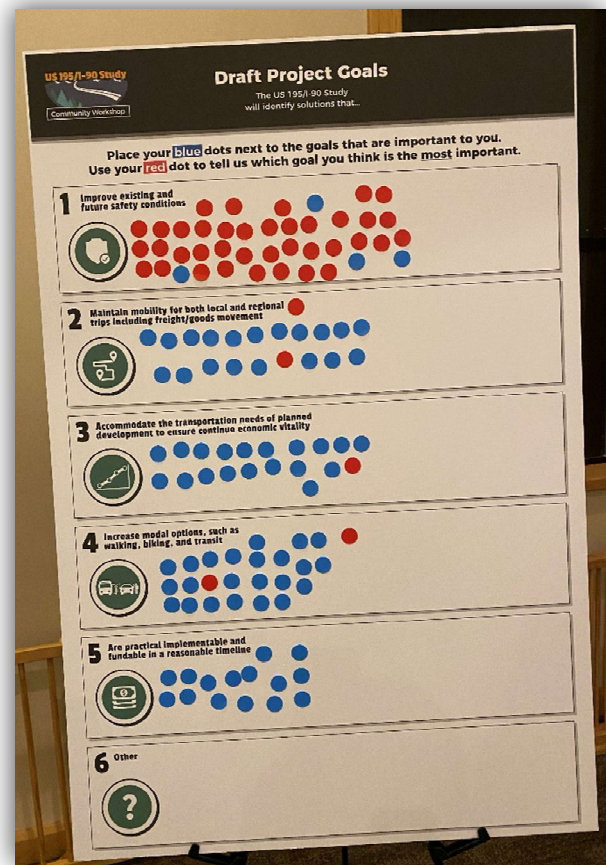 US 195/I-90 Study
Community Workshop
Draft Project Goals
The US 195/I-90 Study
will identify solutions that...
Place your blue dots next to the goals that are important to you.
Use your red dot to tell us which goal you think is the most important.
1 Improve existing and
future safety conditions
2 Maintain mobility for both local and regional
trips including freight/goods movement
3 Accommodate the transportation needs of planned
development to ensure continue economic vitality
4 Increase modal options, such as
walking, biking, and transit
5 Are practical implementable and
fundable in a reasonable timeline
$
6 Other
?